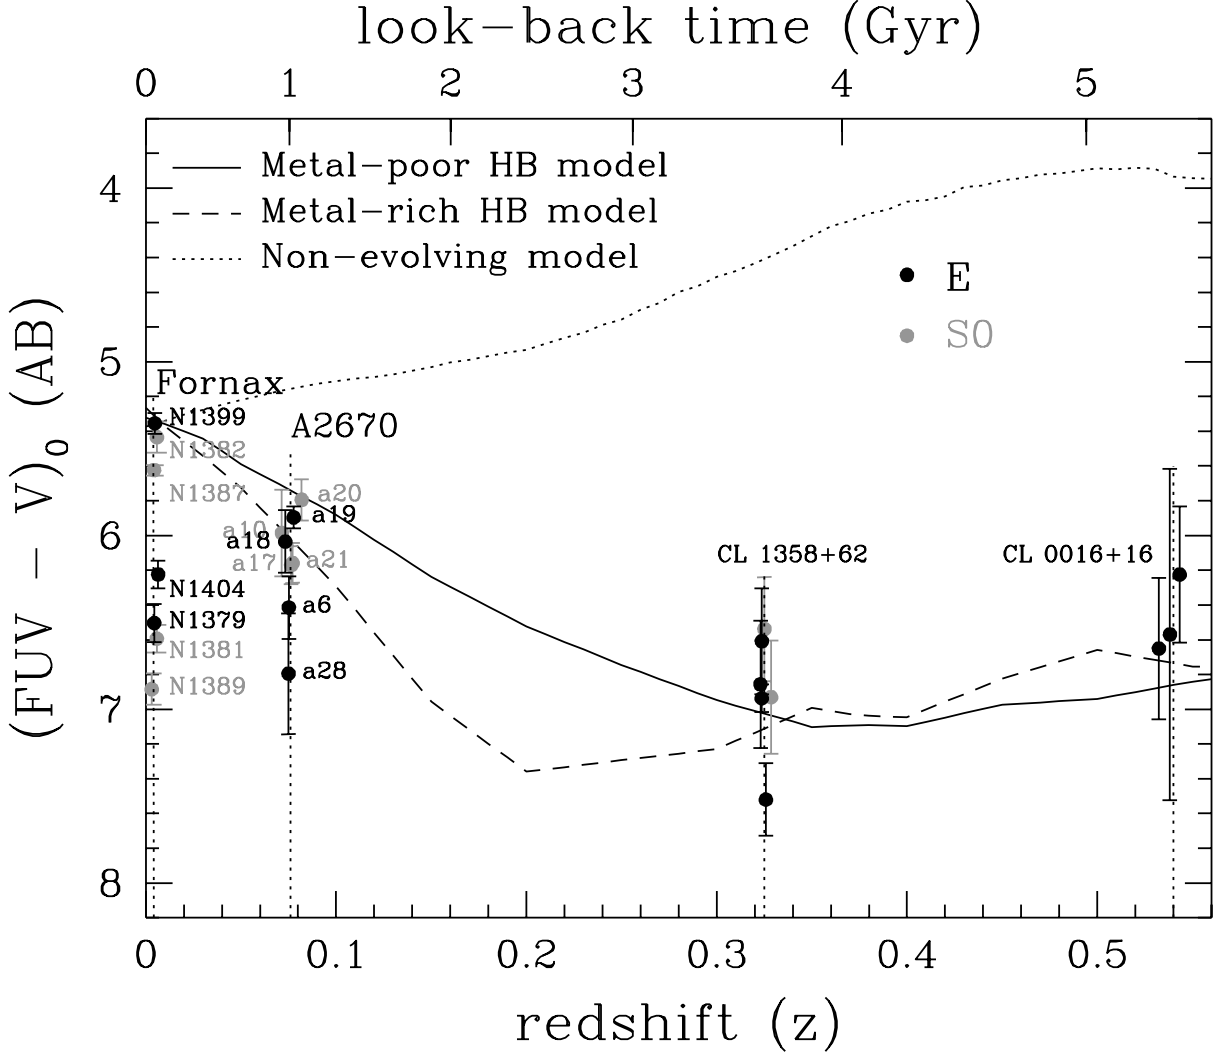 look-back time (Gyr)
0 1 2 3 4 5
Metal-poor HB model
Metal-rich HB model
Non-evolving model
E
S0
Fornax
N1399
N1382
N1387
N1404
N1379
N1381
N1389
A2670
a20
a19
a10
a18
a17
a21
a6
a28
CL 1358+62
CL 0016+16
4
5
6
7
8
(FUV - V)0 (AB)
0 0.1 0.2 0.3 0.4 0.5
redshift (z)